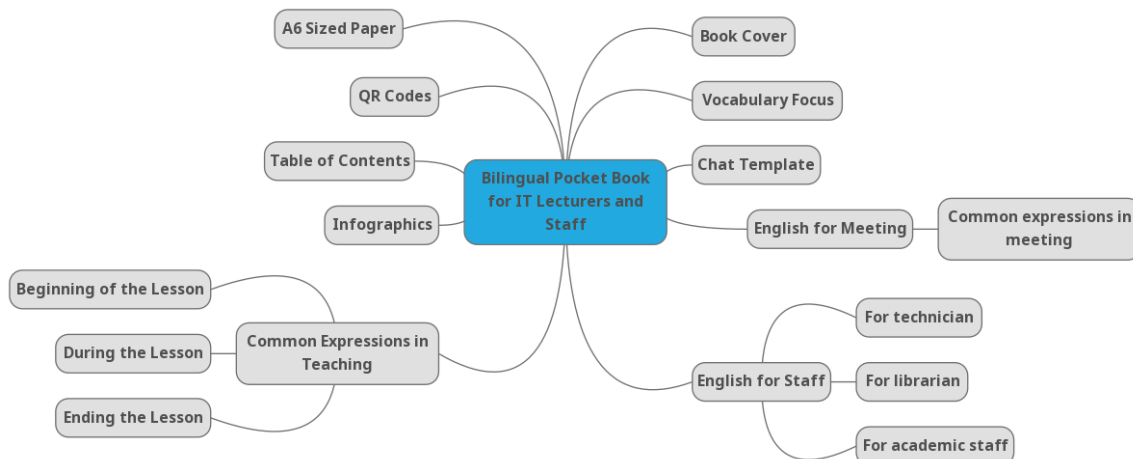 A6 Sized Paper
QR Codes
Table of Contents
Infographics
Bilingual Pocket Book
for IT Lecturers and
Staff
Book Cover
Vocabulary Focus
Chat Template
English for Meeting
Common expressions in
meeting
Common Expressions in
Teaching
Beginning of the Lesson
During the Lesson
Ending the Lesson
English for Staff
For technician
For librarian
For academic staff